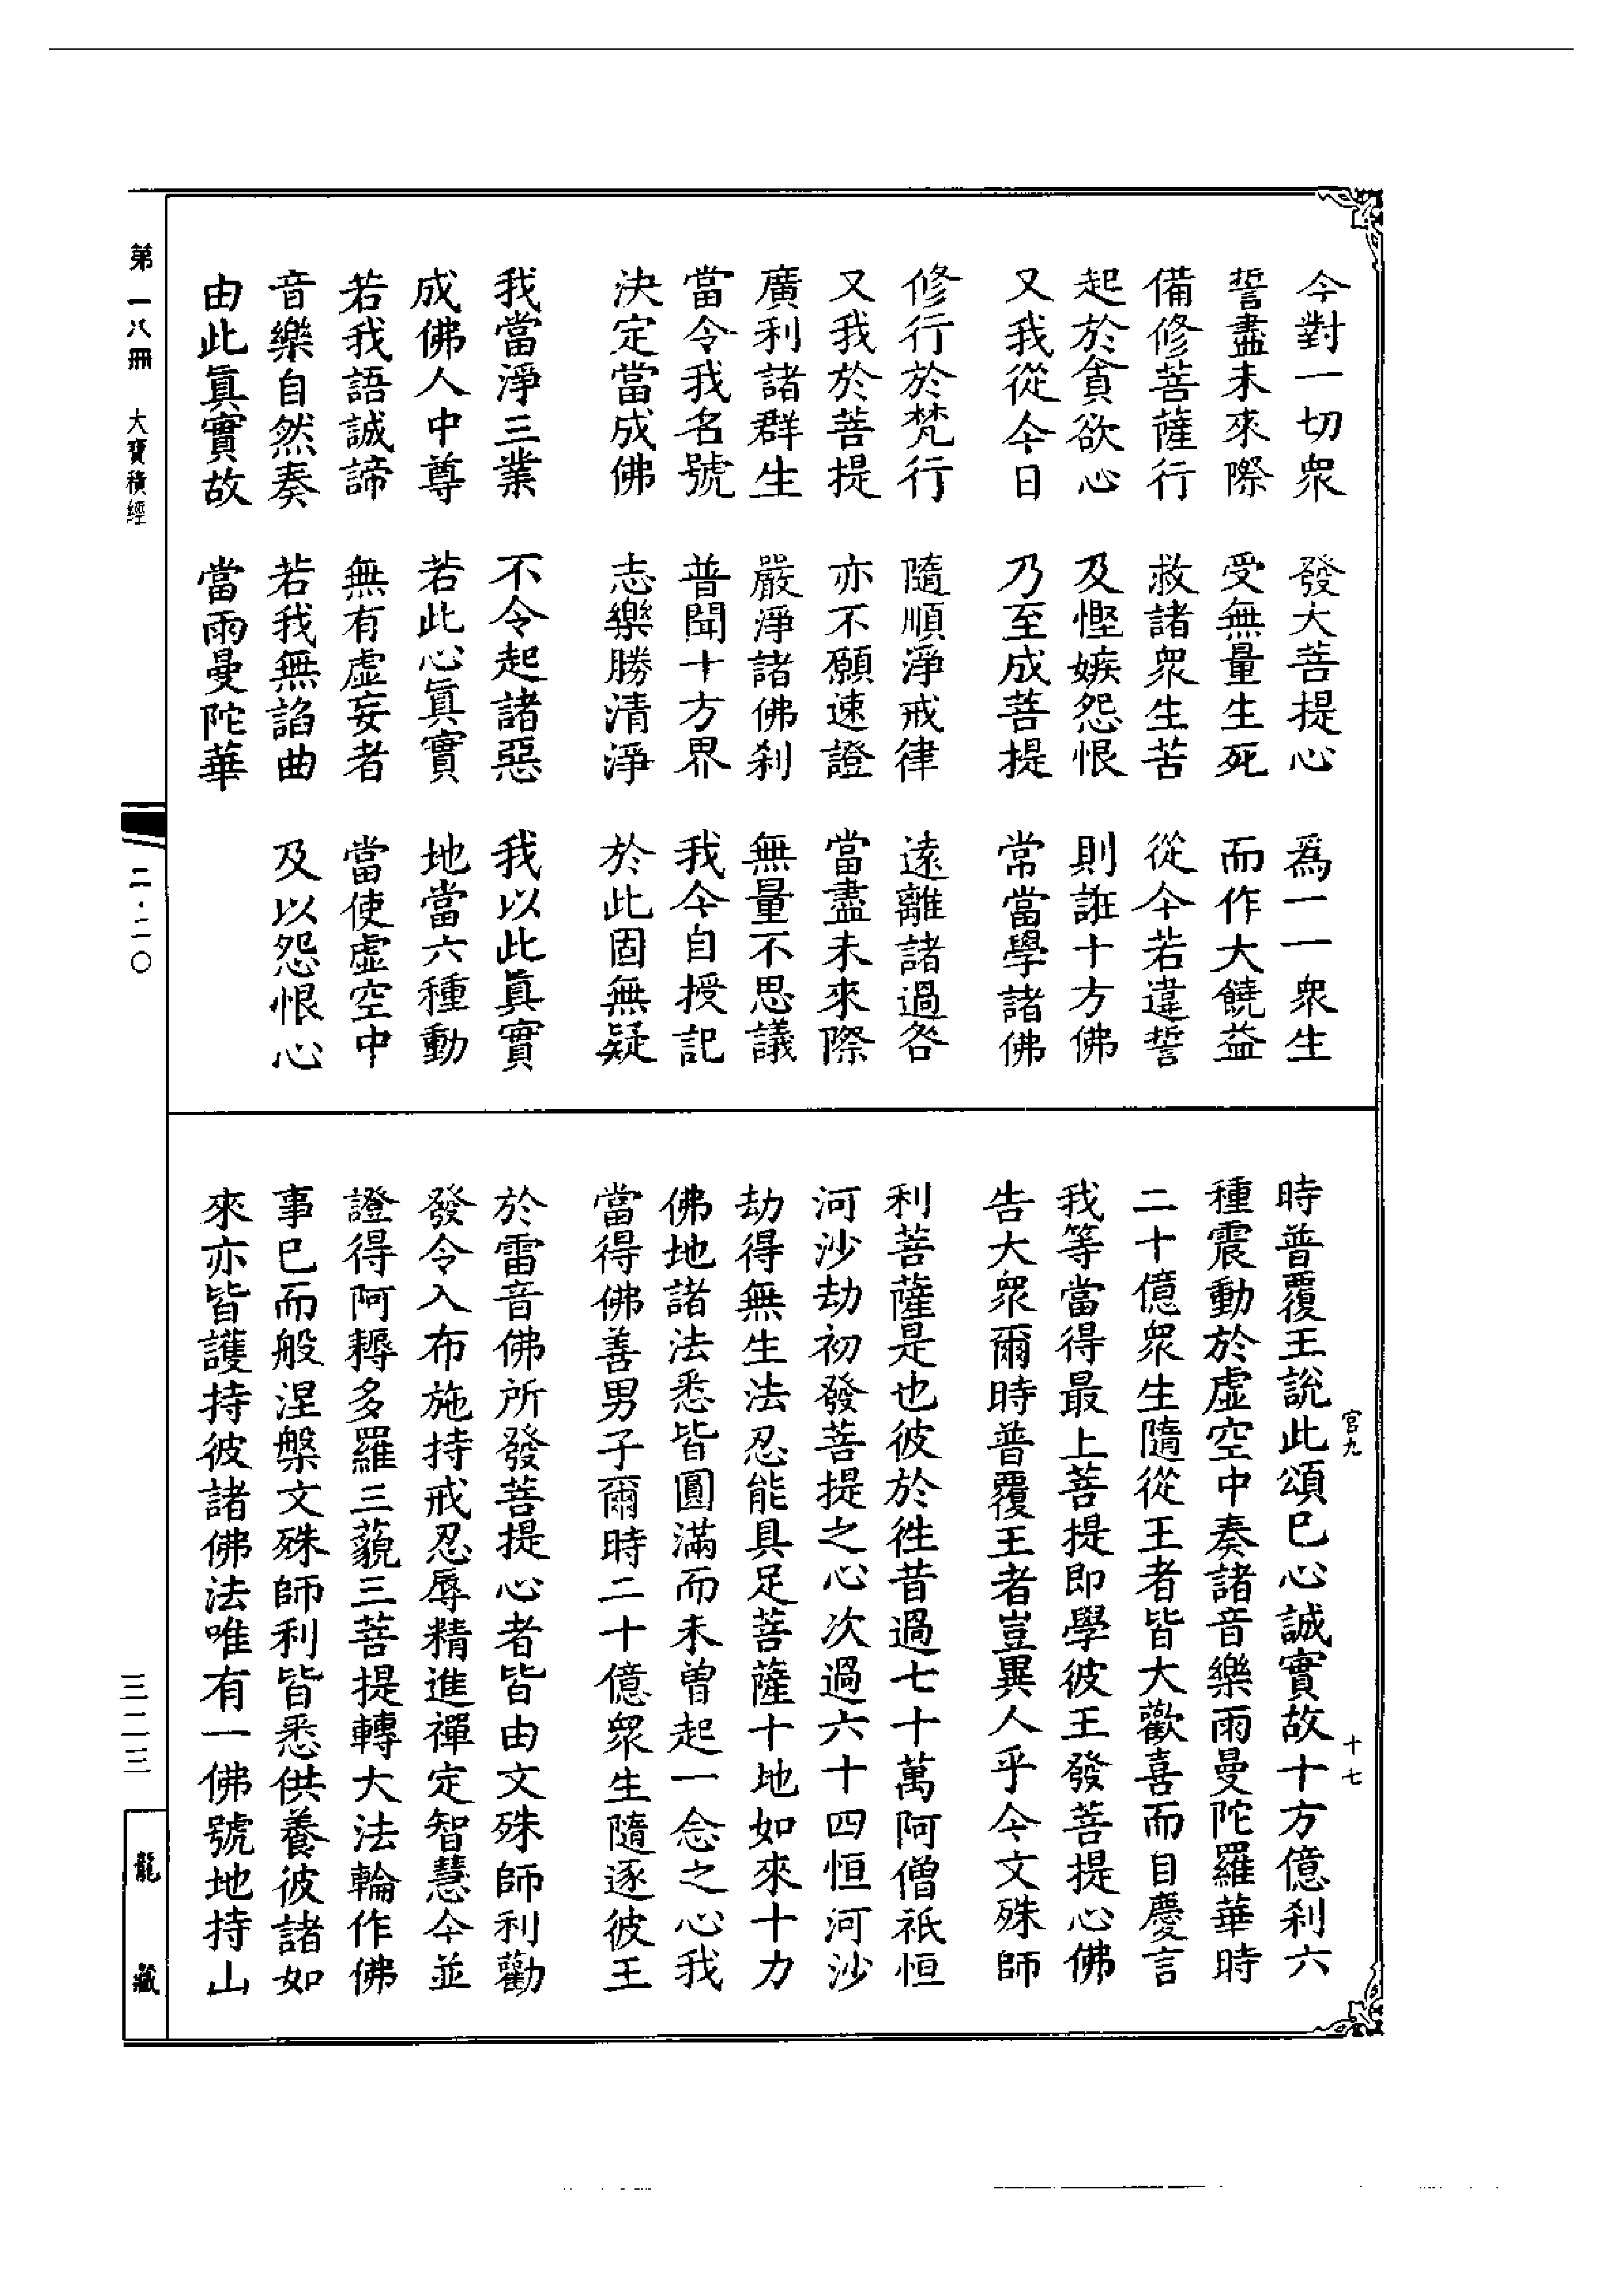 今對一切衆　發大菩提心　爲一一衆生
誓盡未來際　受無量生死　而作大饒益
備修菩薩行　救諸衆生苦　從今若違誓
起於貪欲心　及慳嫉怨恨　則誑十方佛
又我從今日　乃至成菩提　常當學諸佛
修行於梵行　隨順淨戒律　遠離諸過咎
又我於菩提　亦不願速證　當盡未來際
廣利諸群生　嚴淨諸佛刹　無量不思議
當令我名號　普聞十方界　我今自授記
決定當成佛　志樂勝清淨　於此固無疑
我當淨三業　不令起諸惡　我以此眞實
成佛人中尊　若此心眞實　地當六種動
若我語誠諦　無有虛妄者　當使虛空中
音樂自然奏　若我無諂曲　及以怨恨心
由此眞實故　當雨曼陀華
時普覆王說此頌已心誠實故十方億刹六
種震動於虛空中奏諸音樂雨曼陀羅華時
二十億衆生隨從王者皆大歡喜而自慶言
我等當得最上菩提即學彼王發菩提心佛
告大衆爾時普覆王者豈異人乎今文殊師
利菩薩是也彼於往昔過七十萬阿僧祇恒
河沙劫初發菩提之心次過六十四恒河沙
劫得無生法忍能具足菩薩十地如來十力
佛地諸法悉皆圓滿而未曾起一念之心我
當得佛善男子爾時二十億衆生隨逐彼王
於雷音佛所發菩提心者皆由文殊師利勸
發令入布施持戒忍辱精進禪定智慧今並
證得阿耨多羅三藐三菩提轉大法輪作佛
事已而般涅槃文殊師利皆悉供養彼諸如
來亦皆護持彼諸佛法唯有一佛號地持山
宮九
十七
第一八冊　大寶積經
二・二〇
三二三
龍藏